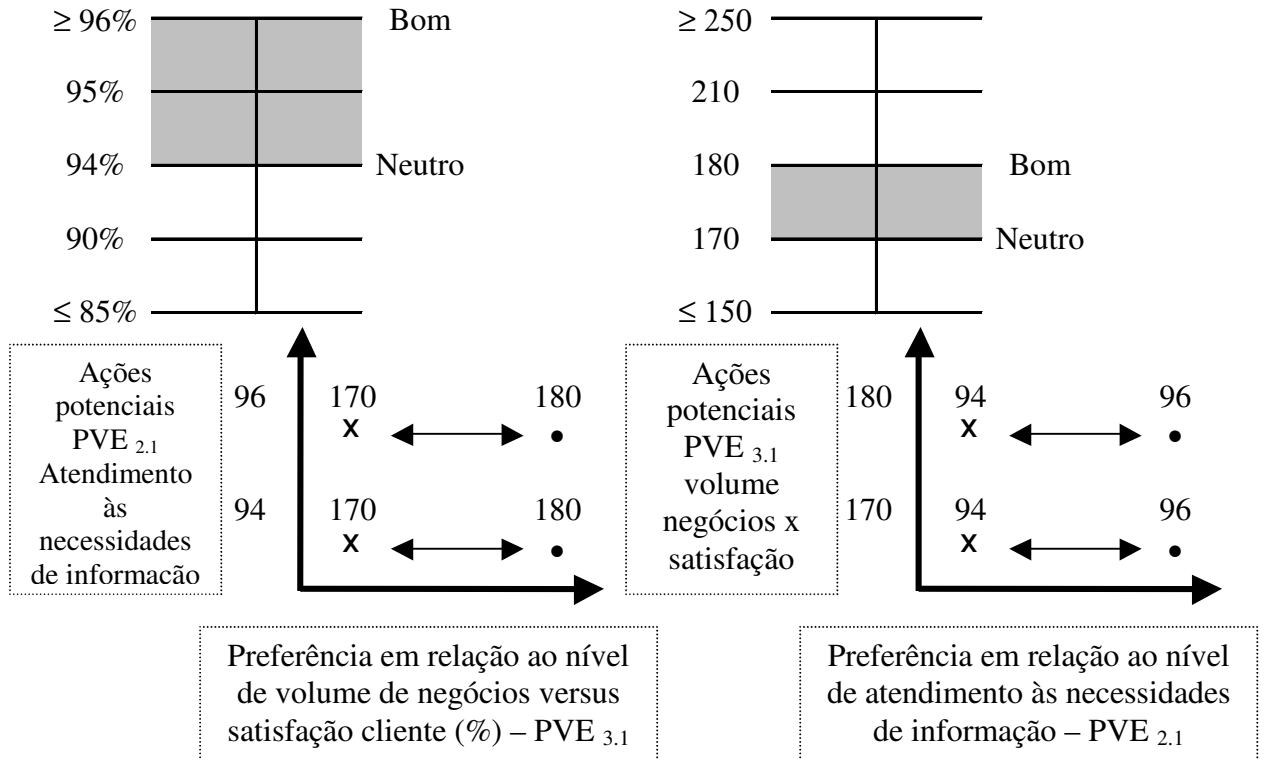 ≥ 96% Bom
95%
94% Neutro
90%
≤ 85%
≥ 250
210
180 Bom
170 Neutro
≤ 150
Ações
potenciais
PVE 2.1
Atendimento
às
necessidades
de informacão
96 170 180
x
94 170 180
x
Preferência em relação ao nível
de volume de negócios versus
satisfação cliente (%) – PVE 3.1
Ações
potenciais
PVE 3.1
volume
negócios x
satisfação
180 94 96
x
170 94 96
x
Preferência em relação ao nível
de atendimento às necessidades
de informação – PVE 2.1